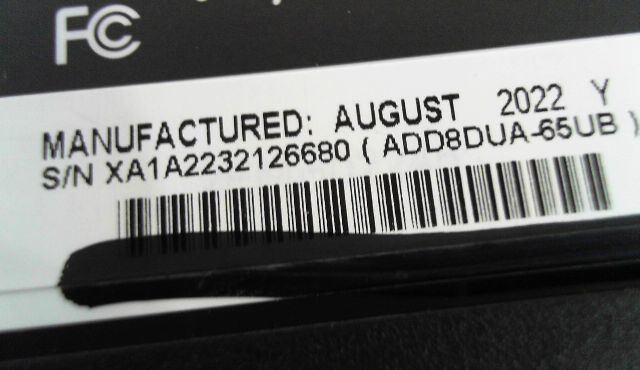 FC
MANUFACTURED: AUGUST 2022 Y
S/N XA1A2232126680 ( ADD8DUA-65UB )